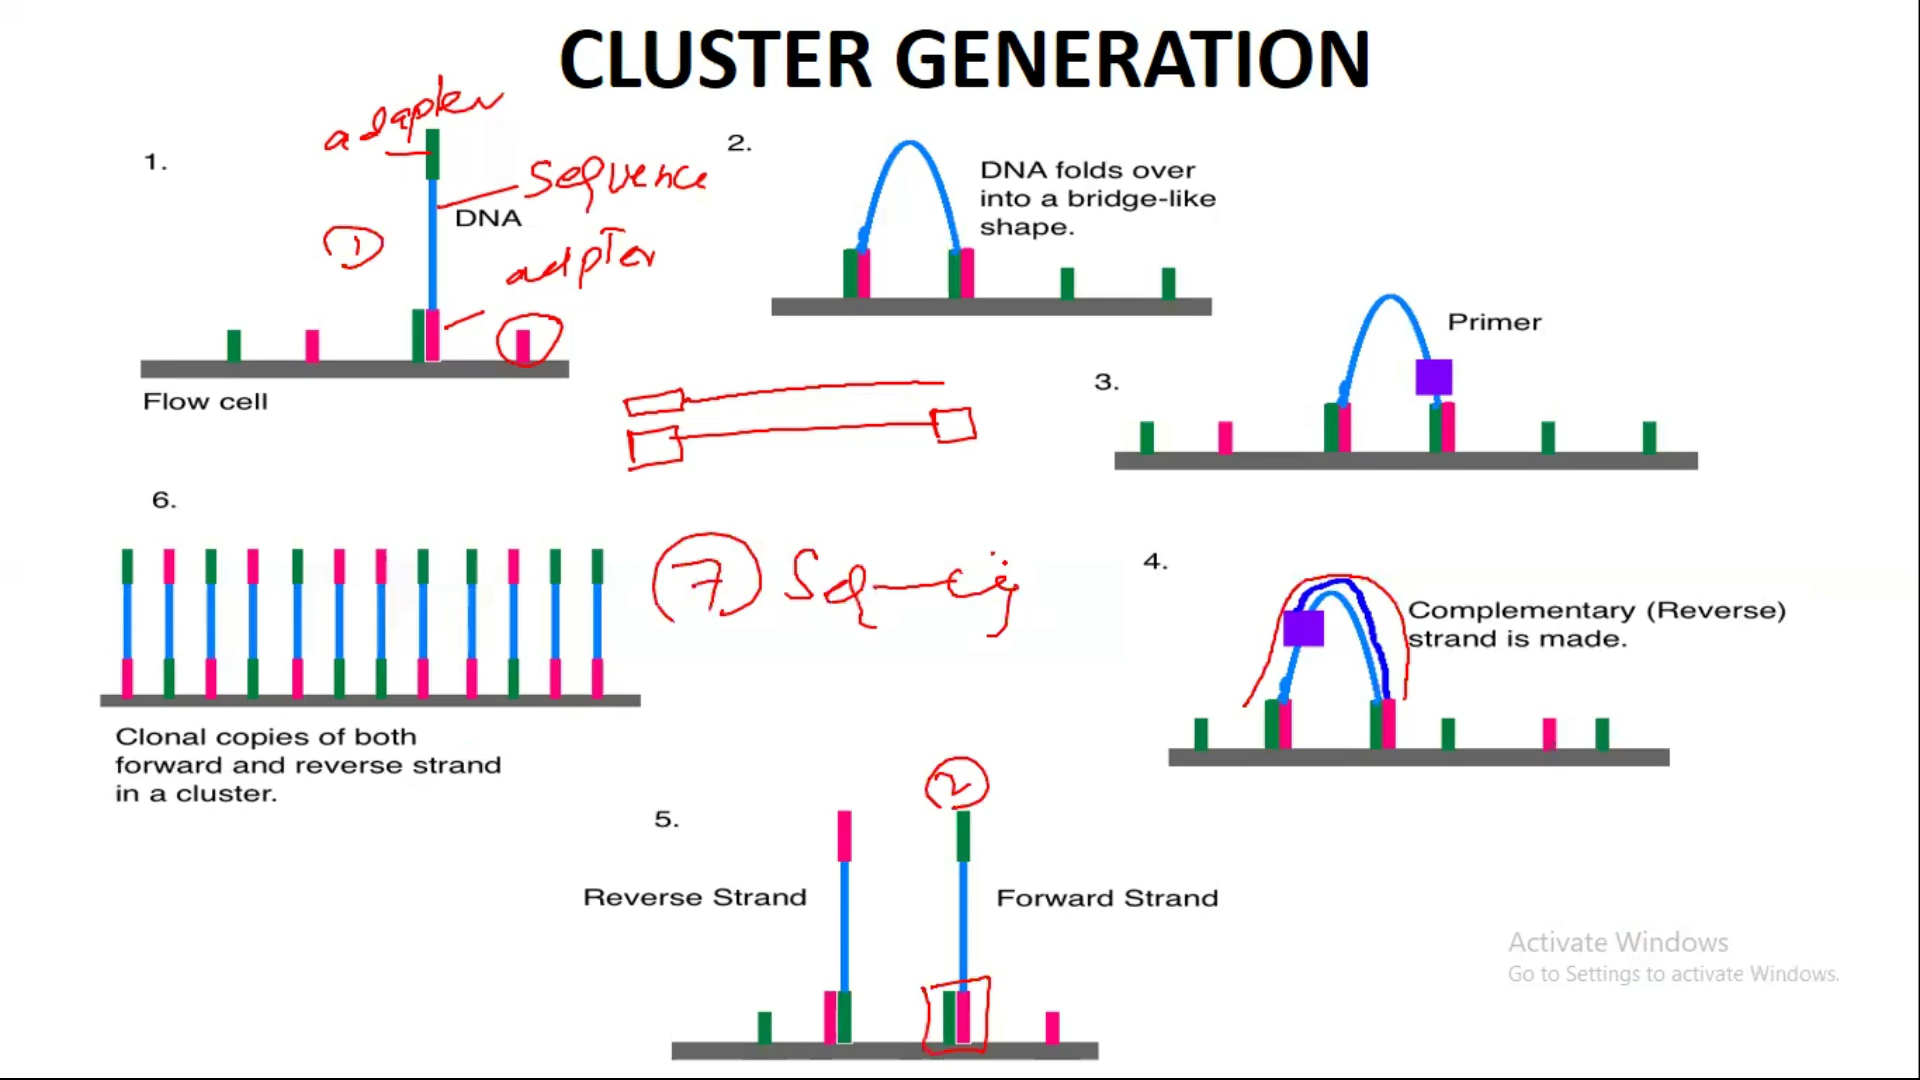 CLUSTER GENERATION
adapter
1.
sequence
DNA
①
adpter
Flow cell
2.
DNA folds over
into a bridge-like
shape.
3.
Primer
4.
Complementary (Reverse)
strand is made.
5.
②
Reverse Strand
Forward Strand
6.
Clonal copies of both
forward and reverse strand
in a cluster.
⑦
Activate Windows
Go to Settings to activate Windows.